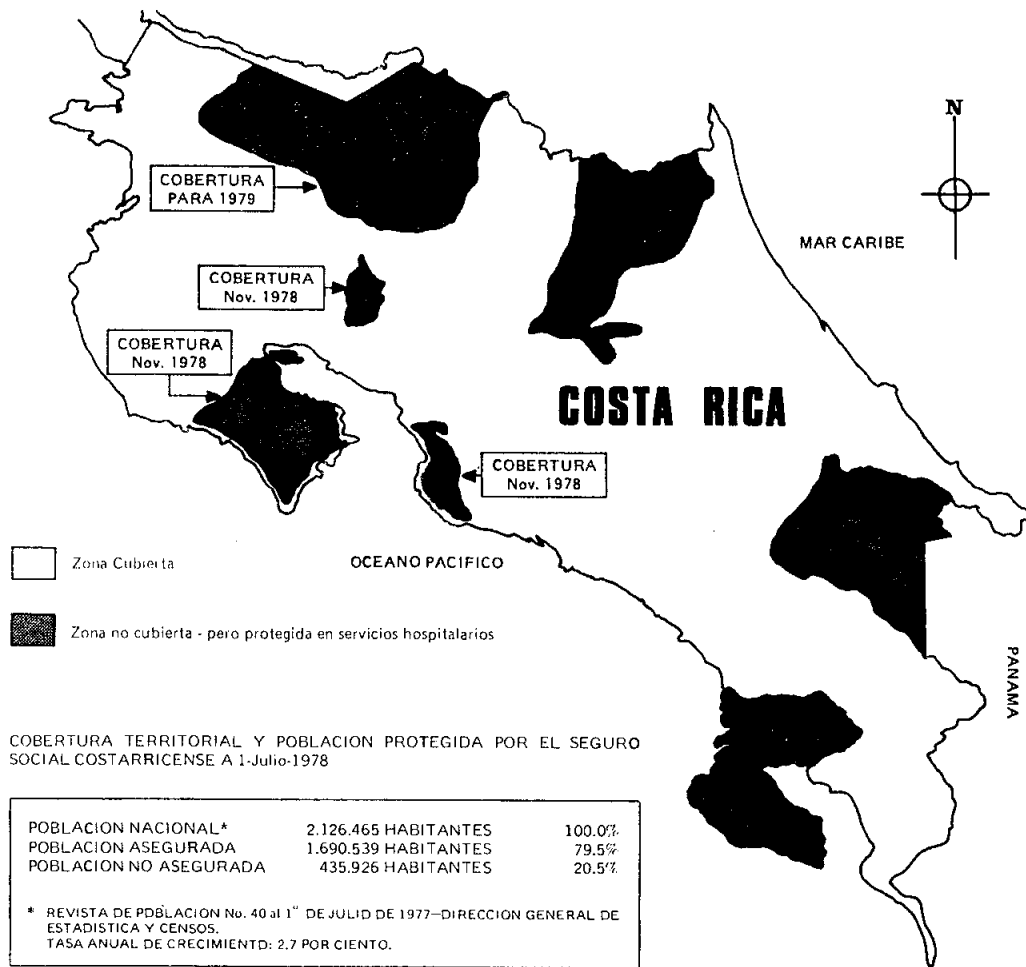 N
COBERTURA
PARA 1979
MAR CARIBE
COBERTURA
Nov. 1978
COBERTURA
Nov. 1978
COSTA RICA
COBERTURA
Nov. 1978
OCEANO PACIFICO
Zona Cubierta
Zona no cubierta - pero protegida en servicios hospitalarios
PANAMA
COBERTURA TERRITORIAL Y POBLACION PROTEGIDA POR EL SEGURO
SOCIAL COSTARRICENSE A 1-Julio-1978
POBLACION NACIONAL* 2.126.465 HABITANTES 100.0%
POBLACION ASEGURADA 1.690.539 HABITANTES 79.5%
POBLACION NO ASEGURADA 435.926 HABITANTES 20.5%
* REVISTA DE POBLACION No. 40 al 1° DE JULIO DE 1977—DIRECCION GENERAL DE
ESTADISTICA Y CENSOS.
TASA ANUAL DE CRECIMIENTO: 2.7 POR CIENTO.